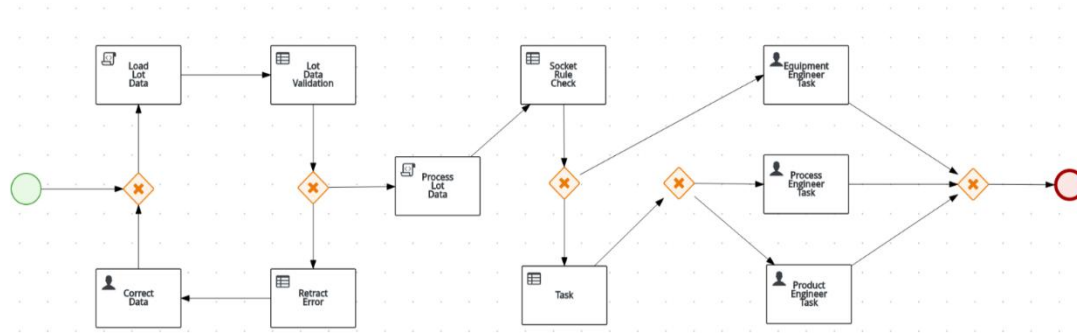 Load
Lot
Data
Lot
Data
Validation
Socket
Rule
Check
Equipment
Engineer
Task
Process
Lot
Data
Process
Engineer
Task
Correct
Data
Retract
Error
Task
Product
Engineer
Task